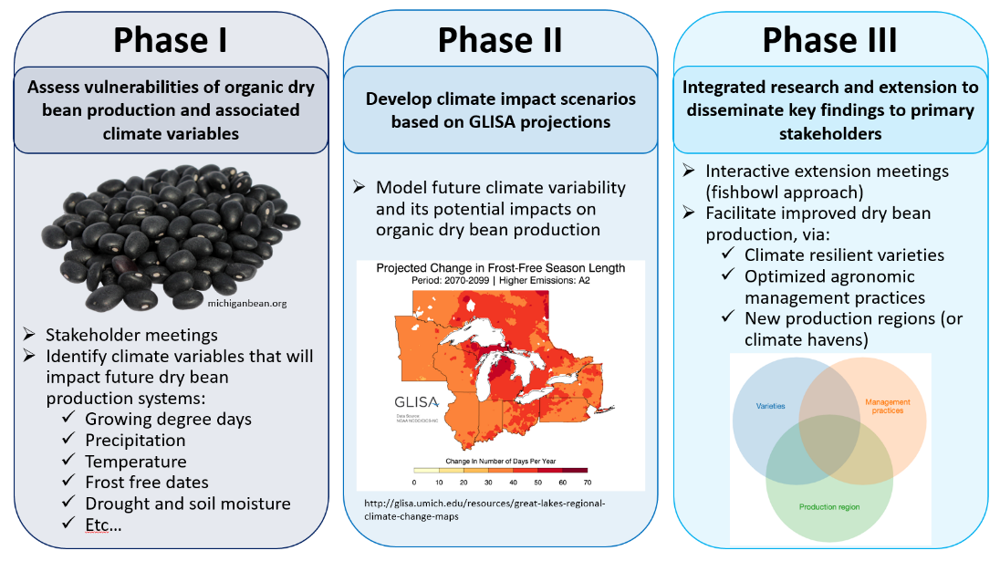 Phase I
Assess vulnerabilities of organic dry
bean production and associated
climate variables
michiganbean.org
➢ Stakeholder meetings
➢ Identify climate variables that will
impact future dry bean
production systems:
✓ Growing degree days
✓ Precipitation
✓ Temperature
✓ Frost free dates
✓ Drought and soil moisture
✓ Etc…
Phase II
Develop climate impact scenarios
based on GLISA projections
➢ Model future climate variability
and its potential impacts on
organic dry bean production
Projected Change in Frost-Free Season Length
Period: 2070-2099 | Higher Emissions: A2
GLISA
Data Source:
NOAA NCDC/CICS-NC
Change In Number of Days Per Year
0 10 20 30 40 50 60 70
http://glisa.umich.edu/resources/great-lakes-regional-
climate-change-maps
Phase III
Integrated research and extension to
disseminate key findings to primary
stakeholders
➢ Interactive extension meetings
(fishbowl approach)
➢ Facilitate improved dry bean
production, via:
✓ Climate resilient varieties
✓ Optimized agronomic
management practices
✓ New production regions (or
climate havens)
Varieties
Management
practices
Production region